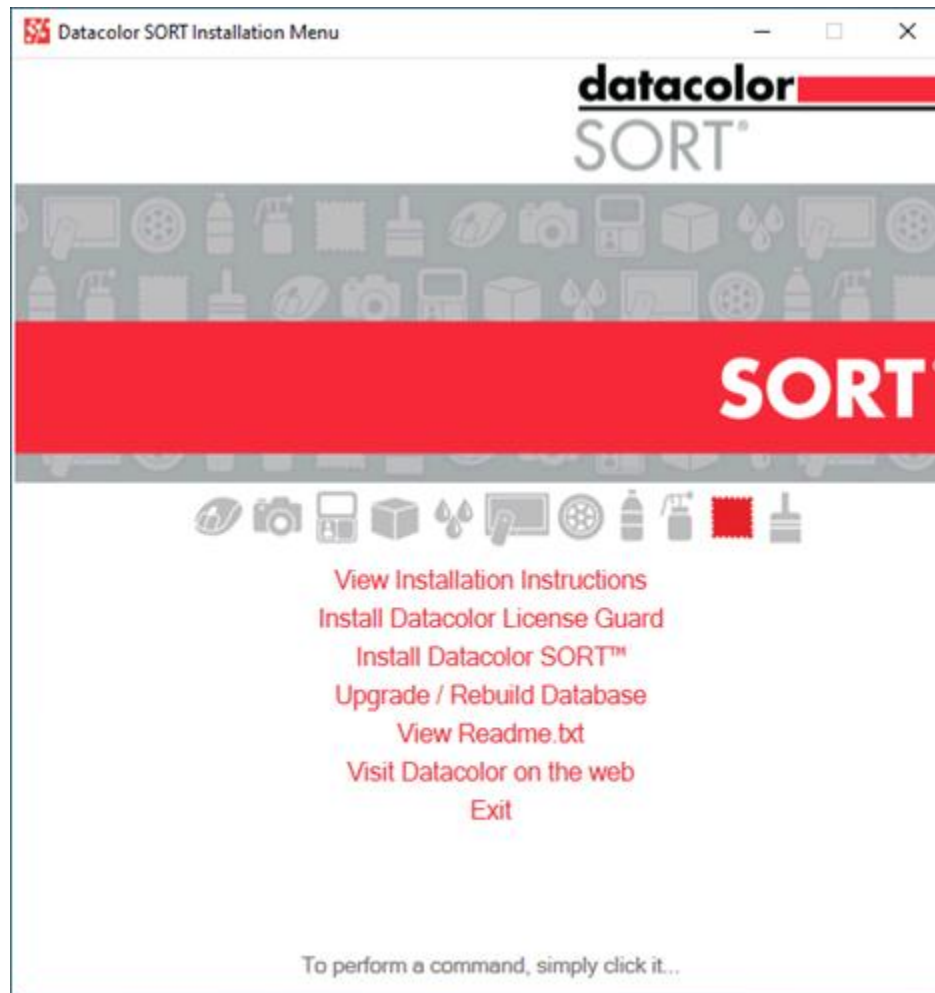 Datacolor SORT Installation Menu
datacolor
SORT®
SORT
View Installation Instructions
Install Datacolor License Guard
Install Datacolor SORT™
Upgrade / Rebuild Database
View Readme.txt
Visit Datacolor on the web
Exit
To perform a command, simply click it...